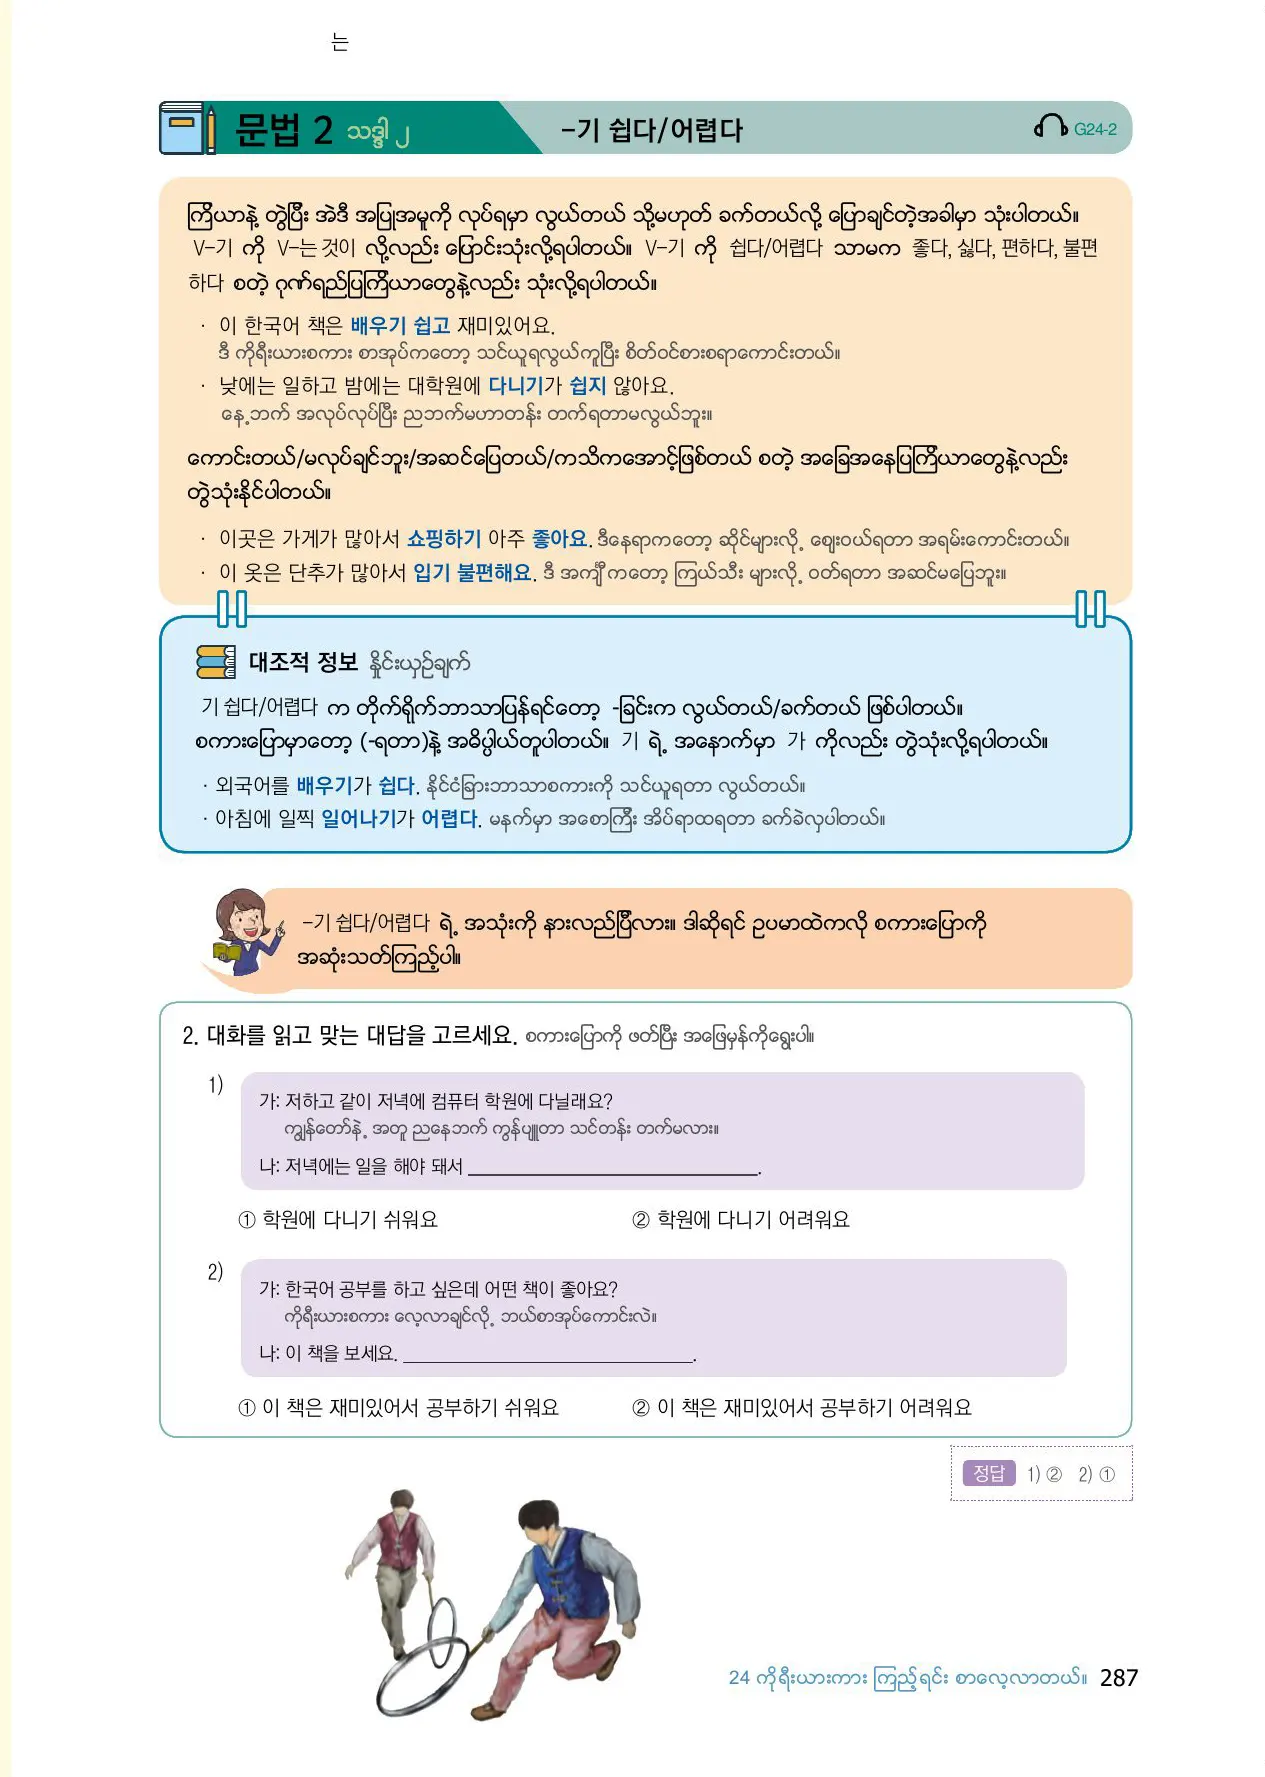 는
문법 2 သဒ္ဒါ ၂ -기 쉽다/어렵다 G24-2
ကြိယာနဲ့ တွဲပြီး အဲဒီ အပြုအမူကို လုပ်ရမှာ လွယ်တယ် သို့မဟုတ် ခက်တယ်လို့ ပြောချင်တဲ့အခါမှာ သုံးပါတယ်။
V-기 ကို V-는 것이 လို့လည်း ပြောင်းသုံးလို့ရပါတယ်။ V-기 ကို 쉽다/어렵다 သာမက 좋다, 싫다, 편하다, 불편
하다 စတဲ့ ဂုဏ်ရည်ပြကြိယာတွေနဲ့လည်း သုံးလို့ရပါတယ်။
· 이 한국어 책은 배우기 쉽고 재미있어요.
ဒီ ကိုရီးယားစကား စာအုပ်ကတော့ သင်ယူရလွယ်ကူပြီး စိတ်ဝင်စားစရာကောင်းတယ်။
· 낮에는 일하고 밤에는 대학원에 다니기가 쉽지 않아요.
နေ့ဘက် အလုပ်လုပ်ပြီး ညဘက်မဟာတန်း တက်ရတာမလွယ်ဘူး။
ကောင်းတယ်/မလုပ်ချင်ဘူး/အဆင်ပြေတယ်/ကသိကအောင့်ဖြစ်တယ် စတဲ့ အခြေအနေပြကြိယာတွေနဲ့လည်း
တွဲသုံးနိုင်ပါတယ်။
· 이곳은 가게가 많아서 쇼핑하기 아주 좋아요. ဒီနေရာကတော့ ဆိုင်များလို့ ဈေးဝယ်ရတာ အရမ်းကောင်းတယ်။
· 이 옷은 단추가 많아서 입기 불편해요. ဒီ အင်္ကျီကတော့ ကြယ်သီး များလို့ ဝတ်ရတာ အဆင်မပြေဘူး။
대조적 정보 နှိုင်းယှဉ်ချက်
기 쉽다/어렵다 က တိုက်ရိုက်ဘာသာပြန်ရင်တော့ -ခြင်းက လွယ်တယ်/ခက်တယ် ဖြစ်ပါတယ်။
စကားပြောမှာတော့ (-ရတာ)နဲ့ အဓိပ္ပါယ်တူပါတယ်။ 기 ရဲ့ အနောက်မှာ 가 ကိုလည်း တွဲသုံးလို့ရပါတယ်။
· 외국어를 배우기가 쉽다. နိုင်ငံခြားဘာသာစကားကို သင်ယူရတာ လွယ်တယ်။
· 아침에 일찍 일어나기가 어렵다. မနက်မှာ အစောကြီး အိပ်ရာထရတာ ခက်ခဲလှပါတယ်။
-기 쉽다/어렵다 ရဲ့ အသုံးကို နားလည်ပြီလား။ ဒါဆိုရင် ဥပမာထဲကလို စကားပြောကို
အဆုံးသတ်ကြည့်ပါ။
2. 대화를 읽고 맞는 대답을 고르세요. စကားပြောကို ဖတ်ပြီး အဖြေမှန်ကိုရွေးပါ။
1)
가: 저하고 같이 저녁에 컴퓨터 학원에 다닐래요?
ကျွန်တော်နဲ့ အတူ ညနေဘက် ကွန်ပျူတာ သင်တန်း တက်မလား။
나: 저녁에는 일을 해야 돼서 ____________________.
① 학원에 다니기 쉬워요 ② 학원에 다니기 어려워요
2)
가: 한국어 공부를 하고 싶은데 어떤 책이 좋아요?
ကိုရီးယားစကား လေ့လာချင်လို့ ဘယ်စာအုပ်ကောင်းလဲ။
나: 이 책을 보세요. ____________________.
① 이 책은 재미있어서 공부하기 쉬워요 ② 이 책은 재미있어서 공부하기 어려워요
정답 1) ② 2) ①
24 ကိုရီးယားကား ကြည့်ရင်း စာလေ့လာတယ်။ 287